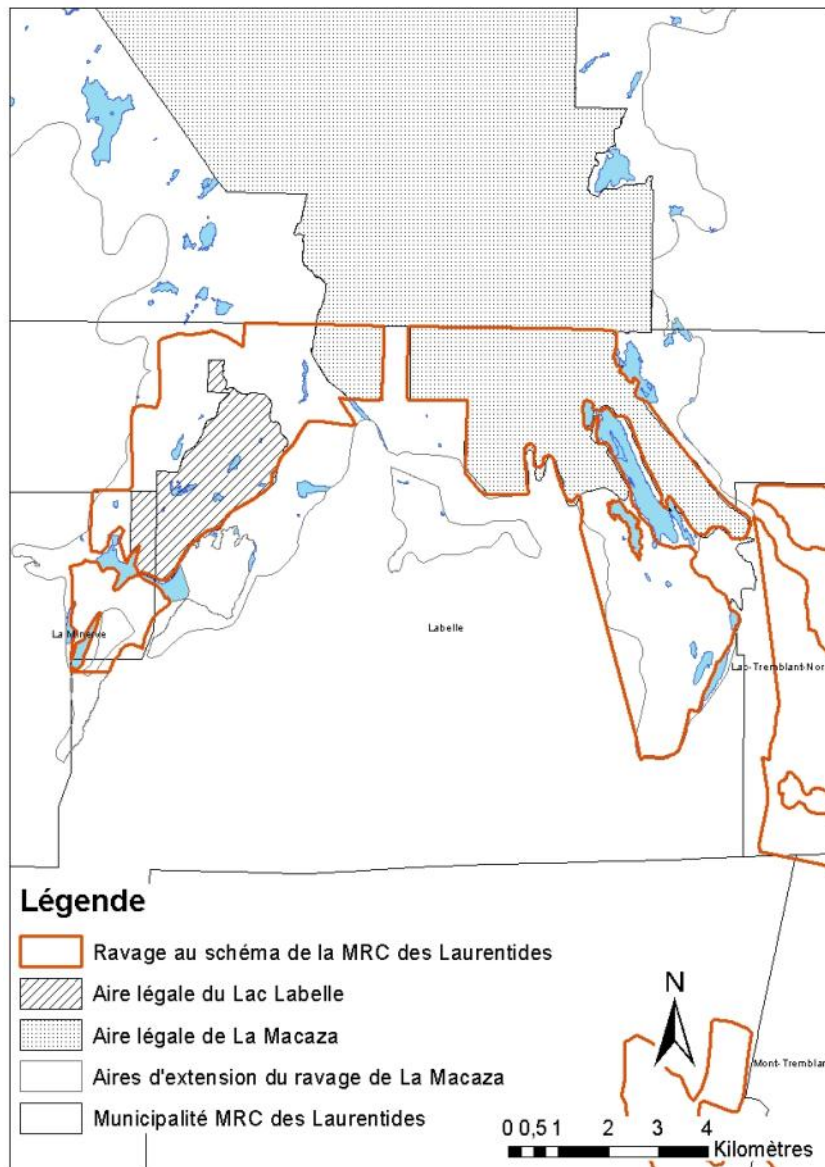 La Minerve
Labelle
Lac-Tremblant-Nor
Légende
Ravage au schéma de la MRC des Laurentides
Aire légale du Lac Labelle
Aire légale de La Macaza
Aires d'extension du ravage de La Macaza
Municipalité MRC des Laurentides
N
Mont-Tremblan
0 0,5 1 2 3 4
Kilomètres